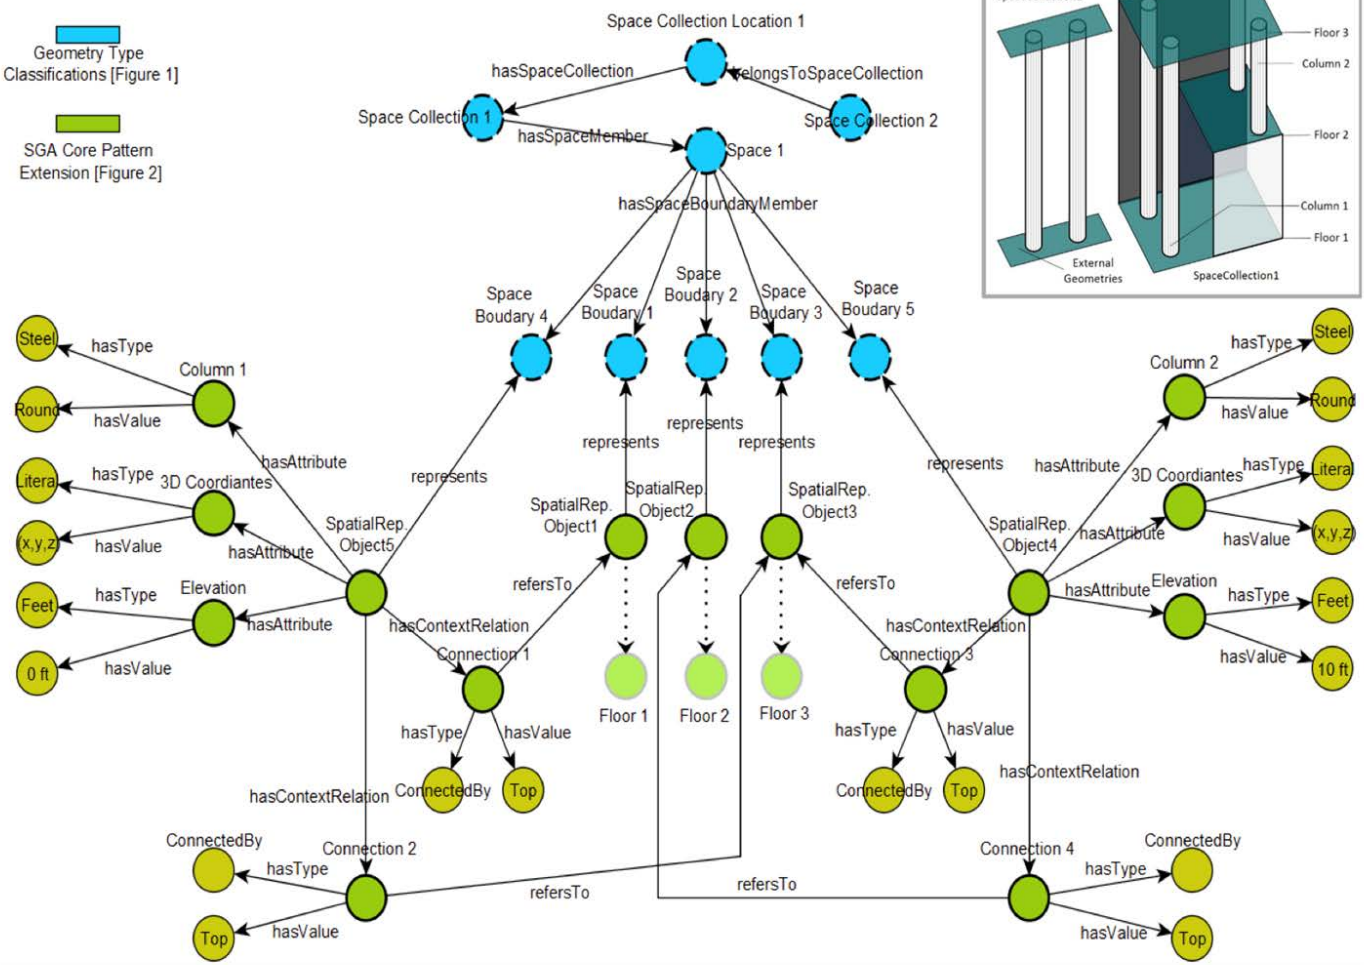 Geometry Type
Classifications [Figure 1]
SGA Core Pattern
Extension [Figure 2]
Space Collection Location 1
hasSpaceCollection
belongsToSpaceCollection
Space Collection 1
Space Collection 2
hasSpaceMember
Space 1
hasSpaceBoundaryMember
Floor 3
Column 2
Floor 2
Column 1
Floor 1
External
Geometries
SpaceCollection1
Space
Boudary 4
Space
Boudary 1
Space
Boudary 2
Space
Boudary 3
Space
Boudary 5
Steel
hasType
Column 1
Round
hasValue
hasAttribute
Litera
hasType
3D Coordiantes
(x,y,z)
hasValue
hasAttribute
Feet
hasType
Elevation
hasAttribute
0 ft
hasValue
SpatialRep.
Object5
represents
represents
represents
represents
represents
SpatialRep.
Object1
SpatialRep.
Object2
SpatialRep.
Object3
SpatialRep.
Object4
Column 2
hasType
Steel
hasValue
Round
hasAttribute
3D Coordiantes
hasType
Literal
hasValue
(x,y,z)
hasAttribute
Elevation
hasType
Feet
hasAttribute
hasValue
10 ft
refersTo
refersTo
hasContextRelation
Connection 1
hasContextRelation
Connection 3
Floor 1
Floor 2
Floor 3
hasType
hasValue
ConnectedBy
Top
hasType
hasValue
ConnectedBy
Top
hasContextRelation
hasContextRelation
ConnectedBy
hasType
Connection 2
Top
hasValue
refersTo
refersTo
Connection 4
hasType
ConnectedBy
hasValue
Top